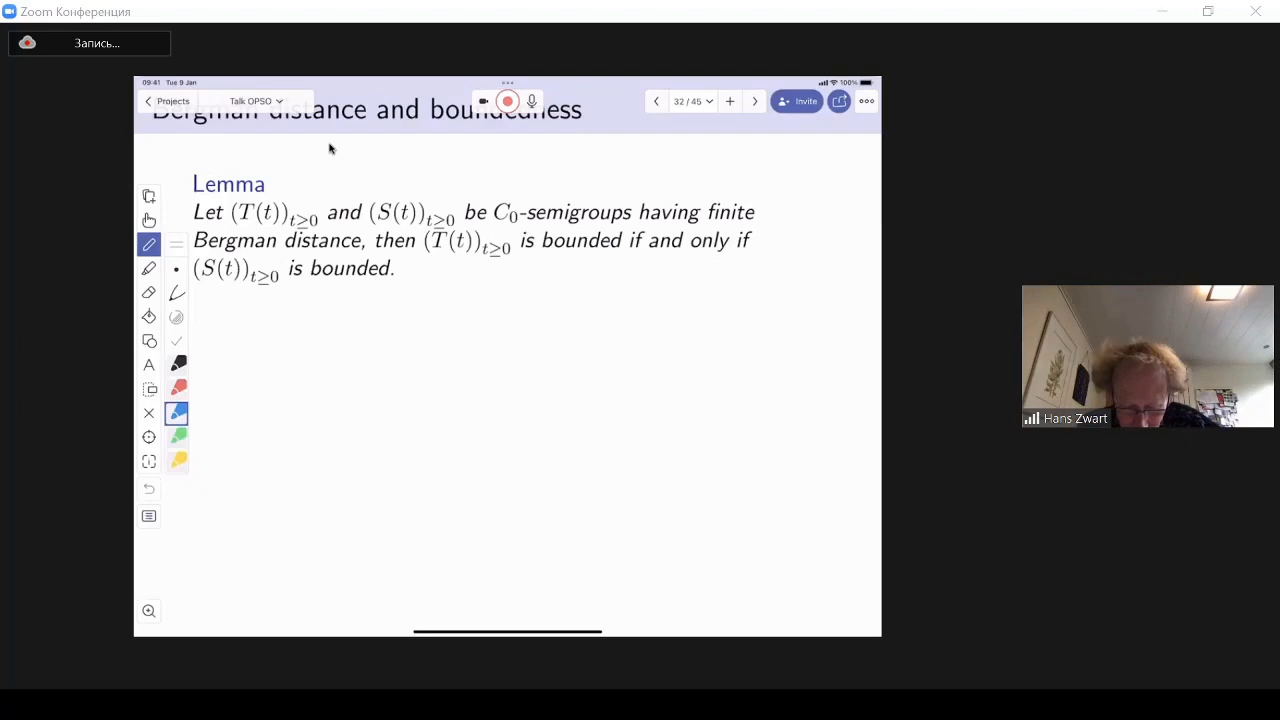 Zoom Конференция
Запись...
09:41 Tue 9 Jan
100%
Projects
Talk OPSO
32 / 45
Invite
Bergman distance and boundedness
Lemma
Let (T(t))t≥0 and (S(t))t≥0 be C0-semigroups having finite
Bergman distance, then (T(t))t≥0 is bounded if and only if
(S(t))t≥0 is bounded.
A
Hans Zwart